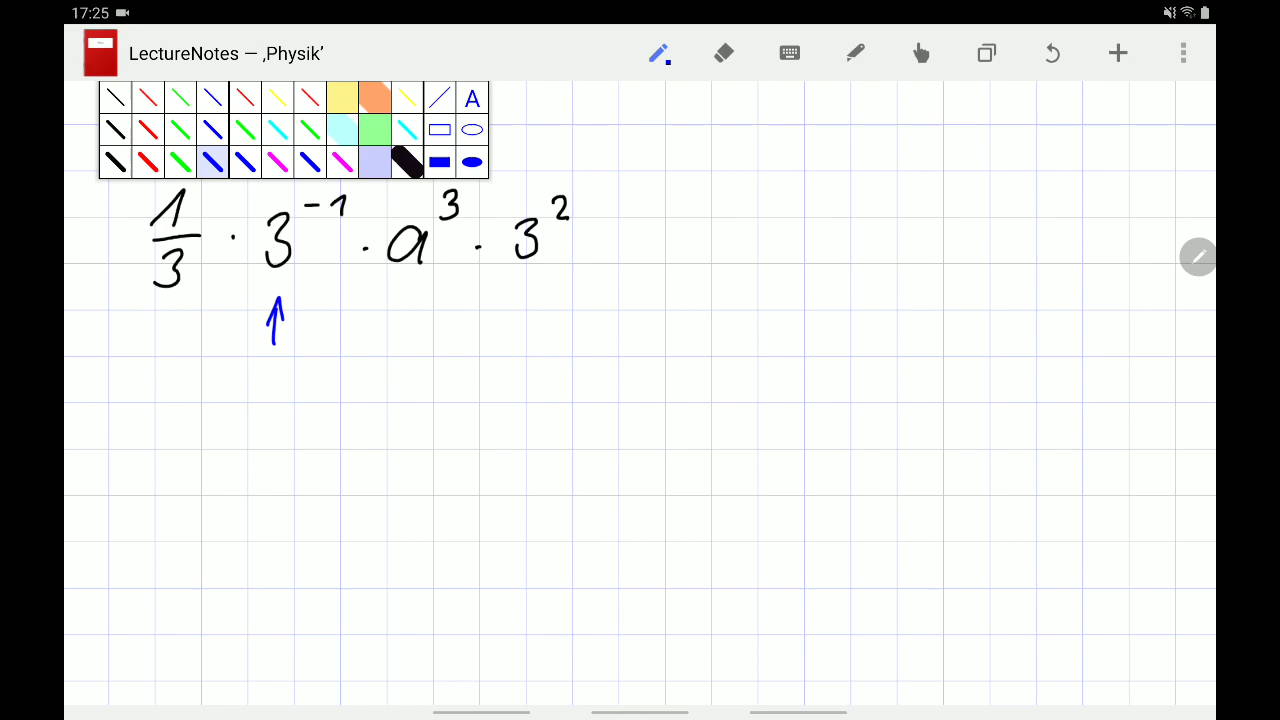 17:25
LectureNotes — ‚Physik’
A
1/3 · 3^-1 · a^3 · 3^2